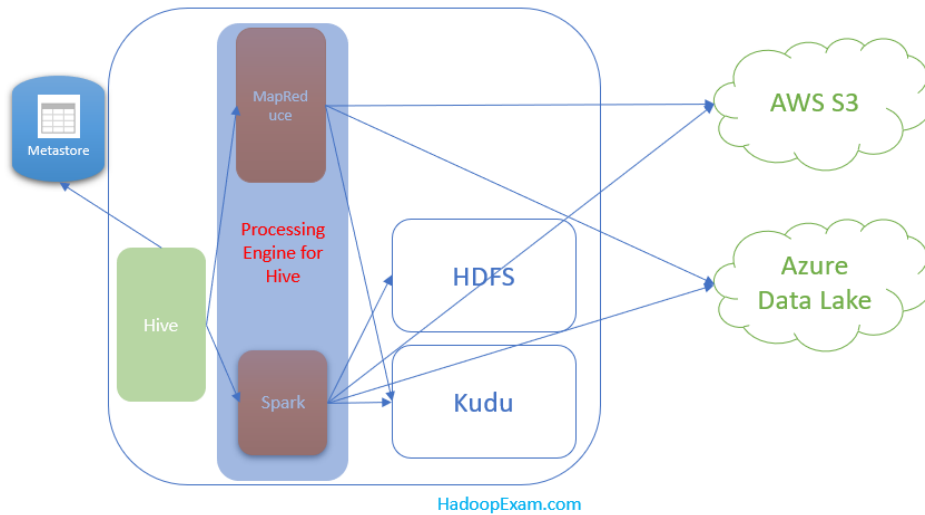 MapRed
uce
AWS S3
Metastore
Processing
Engine for
Hive
HDFS
Azure
Data Lake
Hive
Spark
Kudu
HadoopExam.com